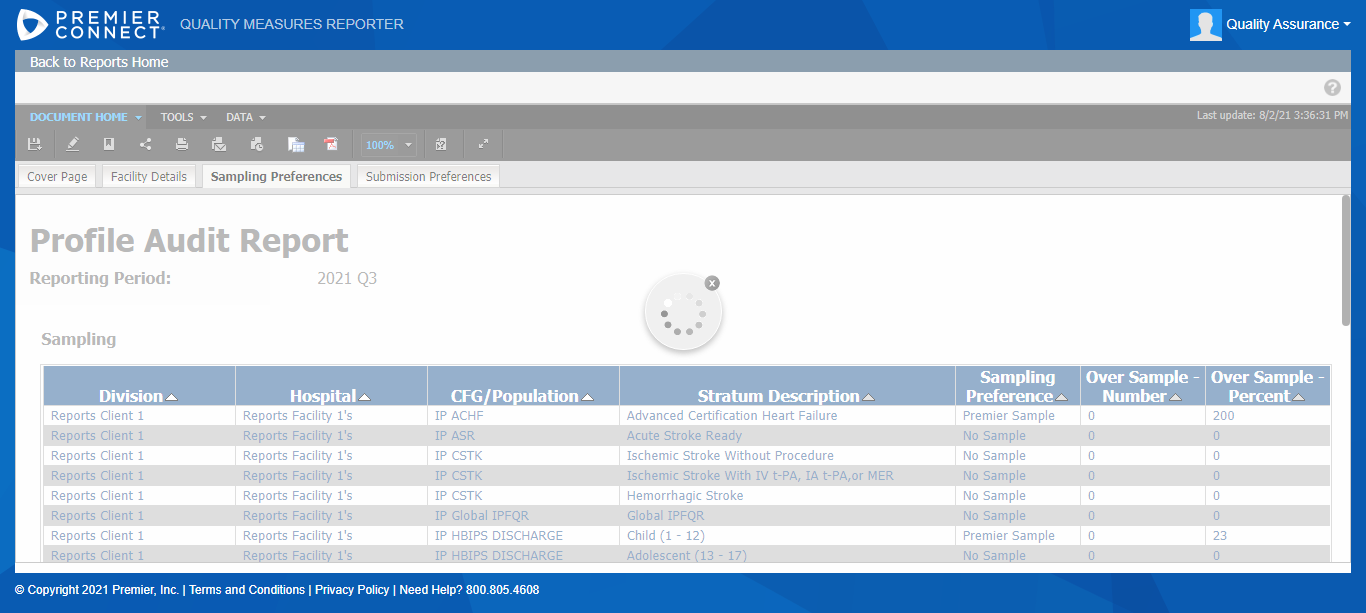 PREMIER
CONNECT QUALITY MEASURES REPORTER Quality Assurance
Back to Reports Home
DOCUMENT HOME TOOLS DATA Last update: 8/2/21 3:36:31 PM
100%
Cover Page Facility Details Sampling Preferences Submission Preferences
Profile Audit Report
Reporting Period: 2021 Q3
Sampling
Division Hospital CFG/Population Stratum Description Sampling Preference Over Sample - Number Over Sample - Percent
Reports Client 1 Reports Facility 1's IP ACHF Advanced Certification Heart Failure Premier Sample 0 200
Reports Client 1 Reports Facility 1's IP ASR Acute Stroke Ready No Sample 0 0
Reports Client 1 Reports Facility 1's IP CSTK Ischemic Stroke Without Procedure No Sample 0 0
Reports Client 1 Reports Facility 1's IP CSTK Ischemic Stroke With IV t-PA, IA t-PA,or MER No Sample 0 0
Reports Client 1 Reports Facility 1's IP CSTK Hemorrhagic Stroke No Sample 0 0
Reports Client 1 Reports Facility 1's IP Global IPFQR Global IPFQR No Sample 0 0
Reports Client 1 Reports Facility 1's IP HBIPS DISCHARGE Child (1 - 12) Premier Sample 0 23
Reports Client 1 Reports Facility 1's IP HBIPS DISCHARGE Adolescent (13 - 17) No Sample 0 0
© Copyright 2021 Premier, Inc. | Terms and Conditions | Privacy Policy | Need Help? 800.805.4608